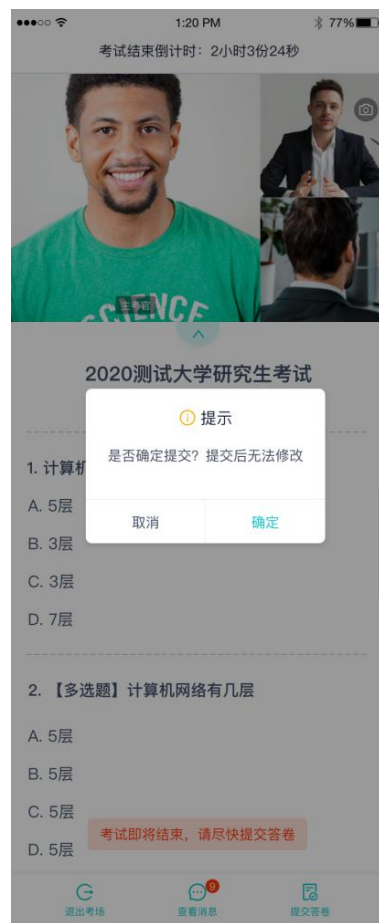 1:20 PM
77%
考试结束倒计时：2小时3份24秒
SCIENCE
主考官
2020测试大学研究生考试
提示
是否确定提交？提交后无法修改
取消
确定
1. 计算机
A. 5层
B. 3层
C. 3层
D. 7层
2. 【多选题】计算机网络有几层
A. 5层
B. 5层
C. 5层
考试即将结束，请尽快提交答卷
D. 5层
9
退出考场
查看消息
提交答卷